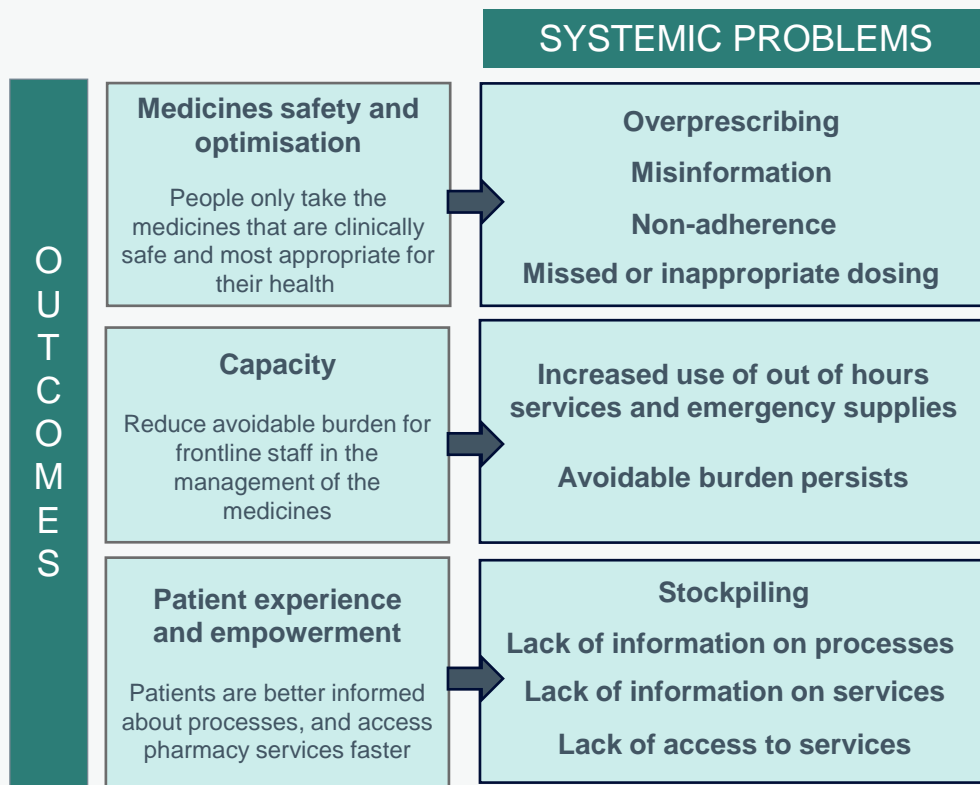 SYSTEMIC PROBLEMS
OUTCOMES
Medicines safety and
optimisation
People only take the
medicines that are clinically
safe and most appropriate for
their health
Overprescribing
Misinformation
Non-adherence
Missed or inappropriate dosing
Capacity
Reduce avoidable burden for
frontline staff in the
management of the
medicines
Increased use of out of hours
services and emergency supplies
Avoidable burden persists
Patient experience
and empowerment
Patients are better informed
about processes, and access
pharmacy services faster
Stockpiling
Lack of information on processes
Lack of information on services
Lack of access to services